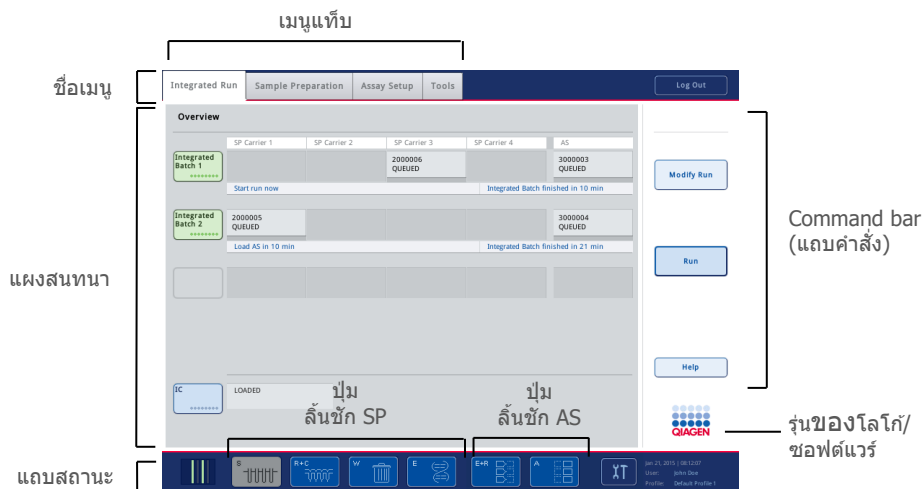 เมนูแท็บ
ชื่อเมนู
Integrated Run Sample Preparation Assay Setup Tools Log Out
Overview
SP Carrier 1 SP Carrier 2 SP Carrier 3 SP Carrier 4 AS
Integrated
Batch 1
2000006
QUEUED
3000003
QUEUED
Start run now Integrated Batch finished in 10 min
Modify Run
Integrated
Batch 2
2000005
QUEUED
3000004
QUEUED
Load AS in 10 min Integrated Batch finished in 21 min
Run
Command bar
(แถบคำสั่ง)
แผงสนทนา
Help
IC
LOADED
ปุ่ม
ลิ้นชัก SP
ปุ่ม
ลิ้นชัก AS
QIAGEN
รุ่นของโลโก้/
ซอฟต์แวร์
แถบสถานะ
S R+C W E E+R A
Jan 21, 2015 | 08:12:07
User: John Doe
Profile: Default Profile 1